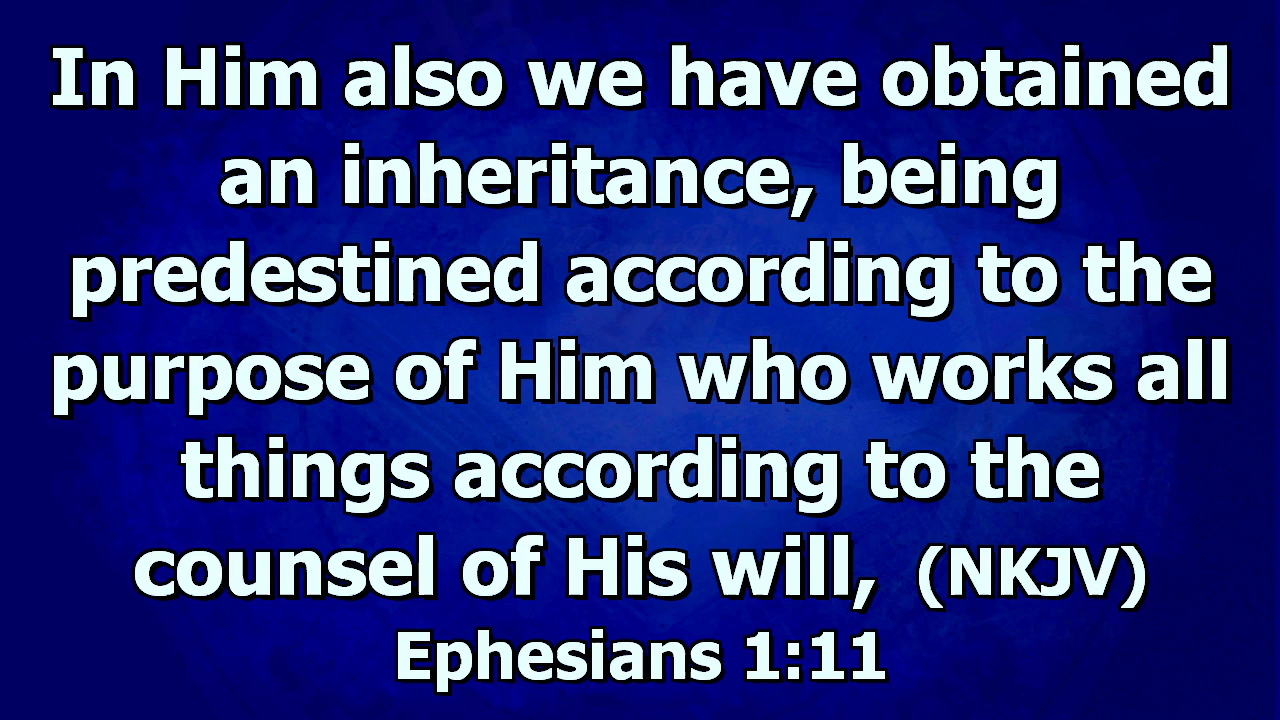 In Him also we have obtained
an inheritance, being
predestined according to the
purpose of Him who works all
things according to the
counsel of His will, (NKJV)
Ephesians 1:11